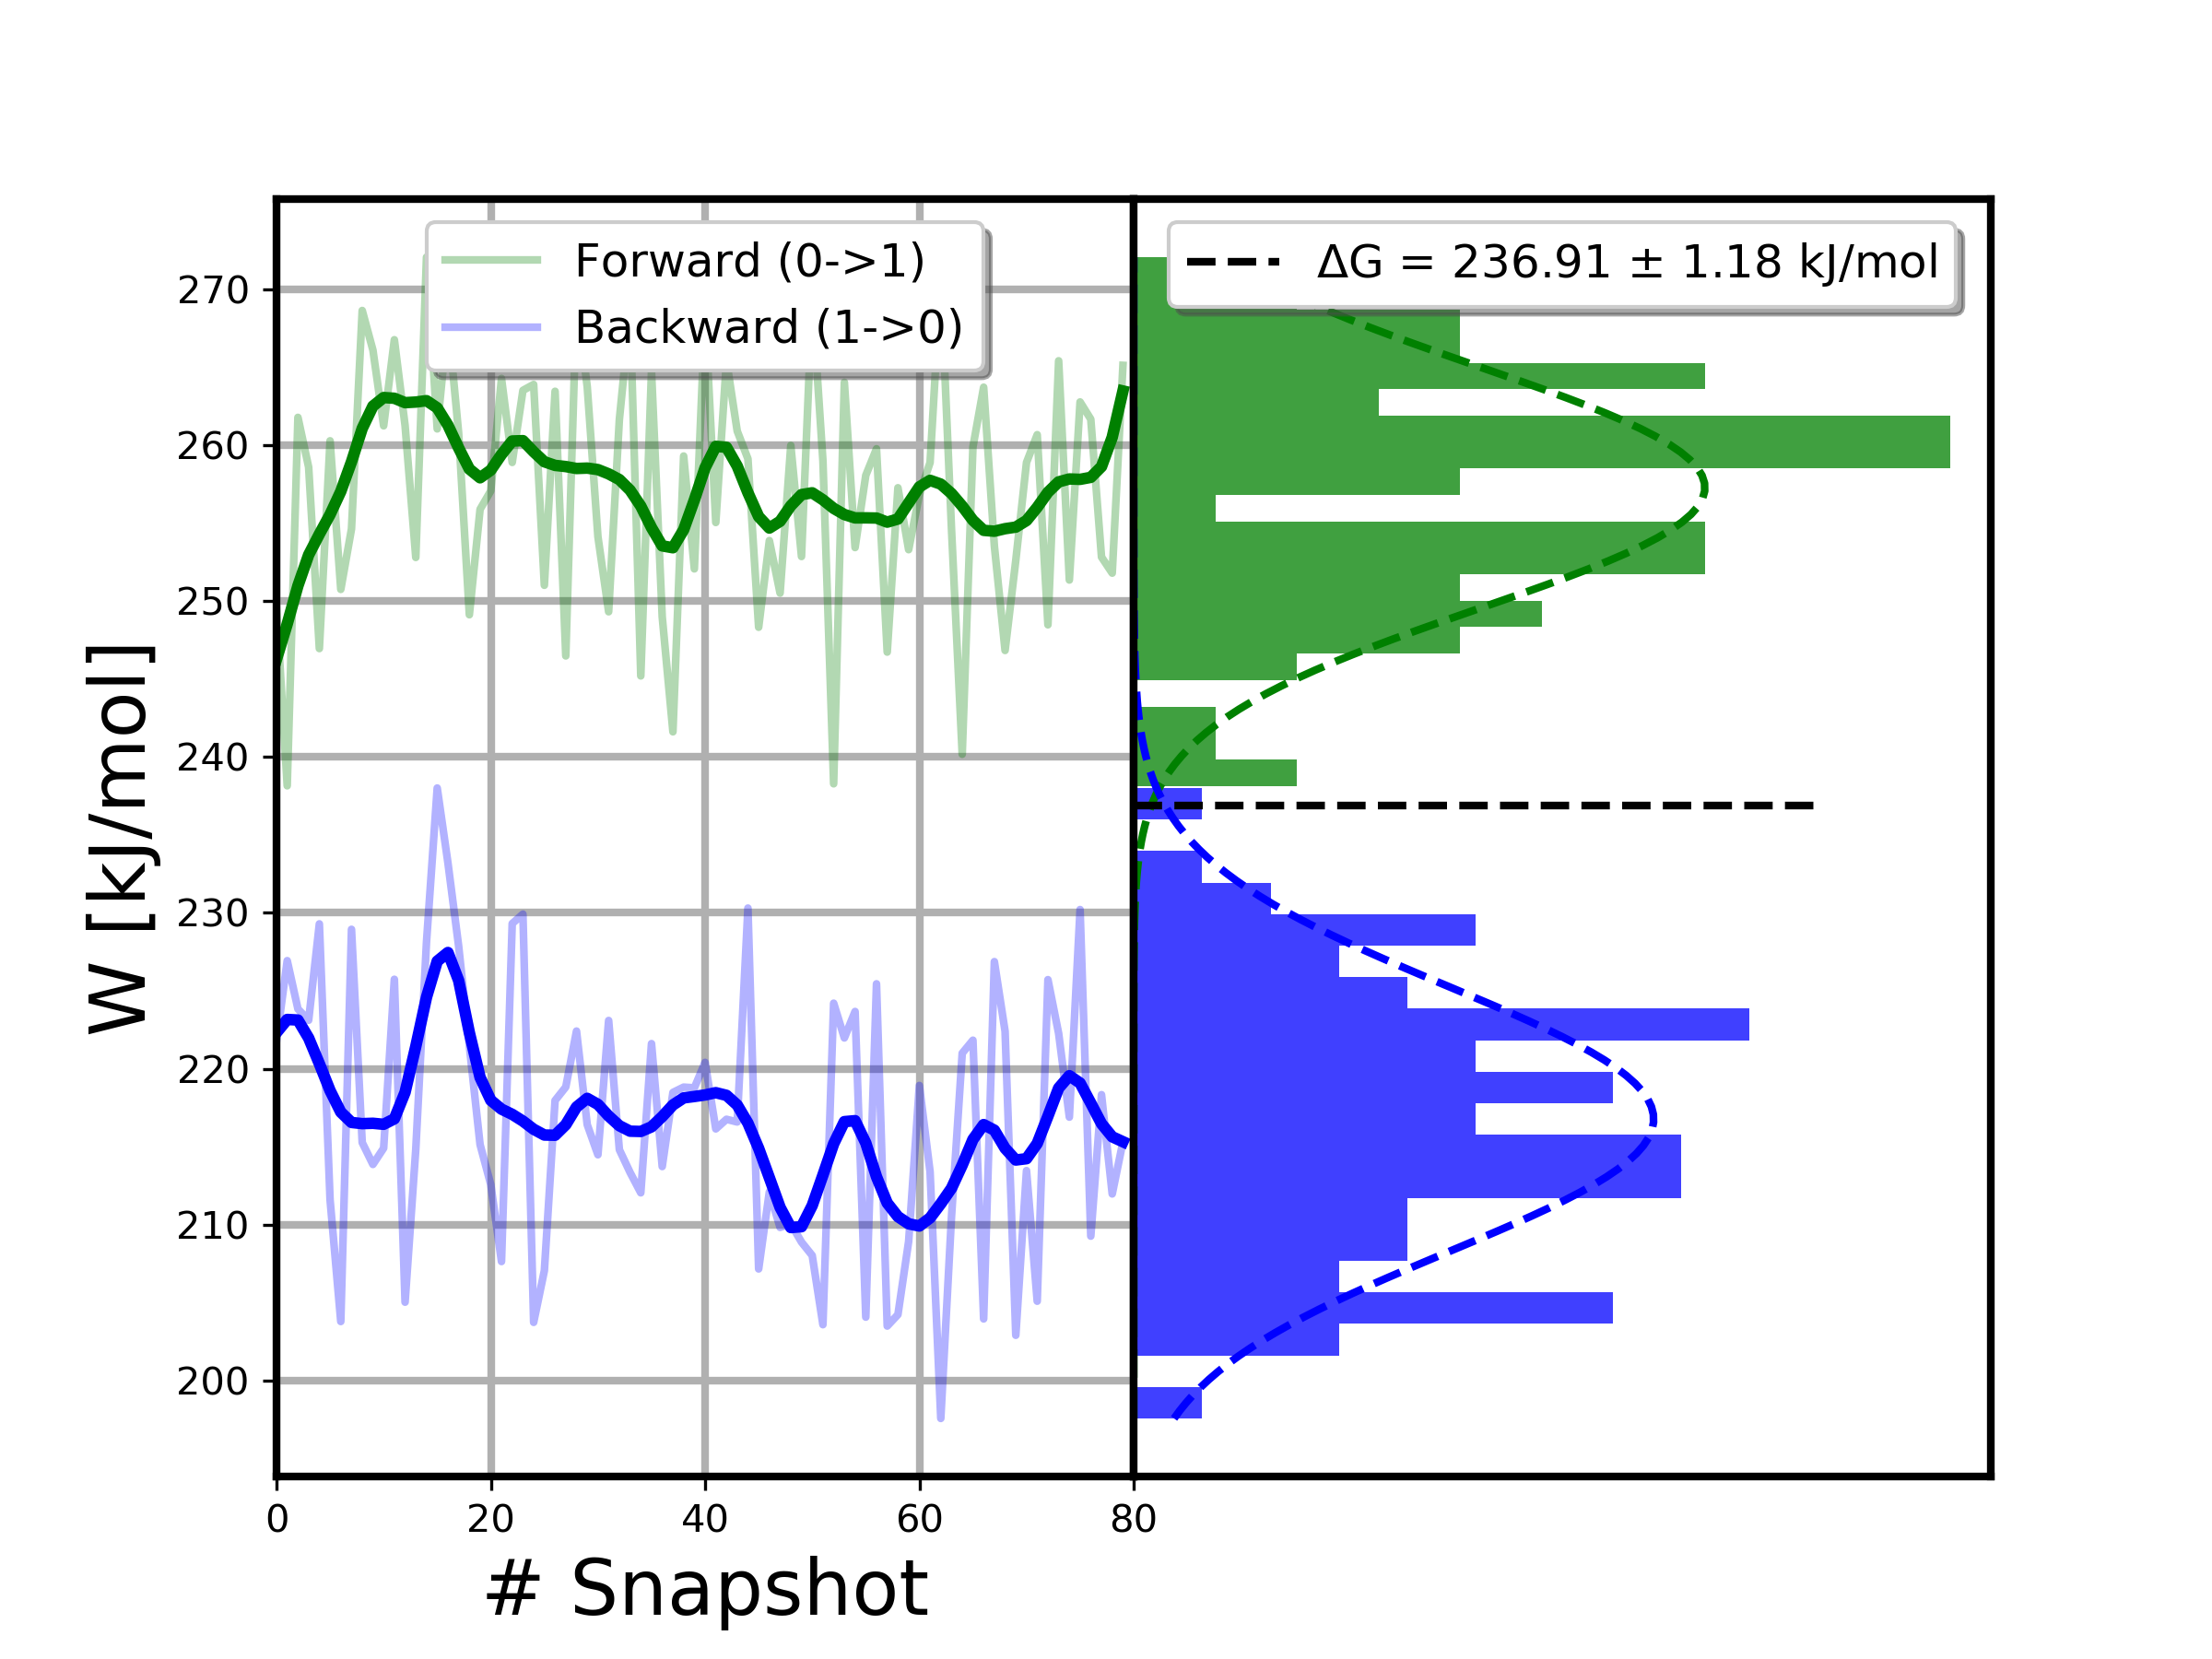 Forward (0->1)
Backward (1->0)
ΔG = 236.91 ± 1.18 kJ/mol
270
260
250
240
230
220
210
200
W [kJ/mol]
0 20 40 60 80
# Snapshot